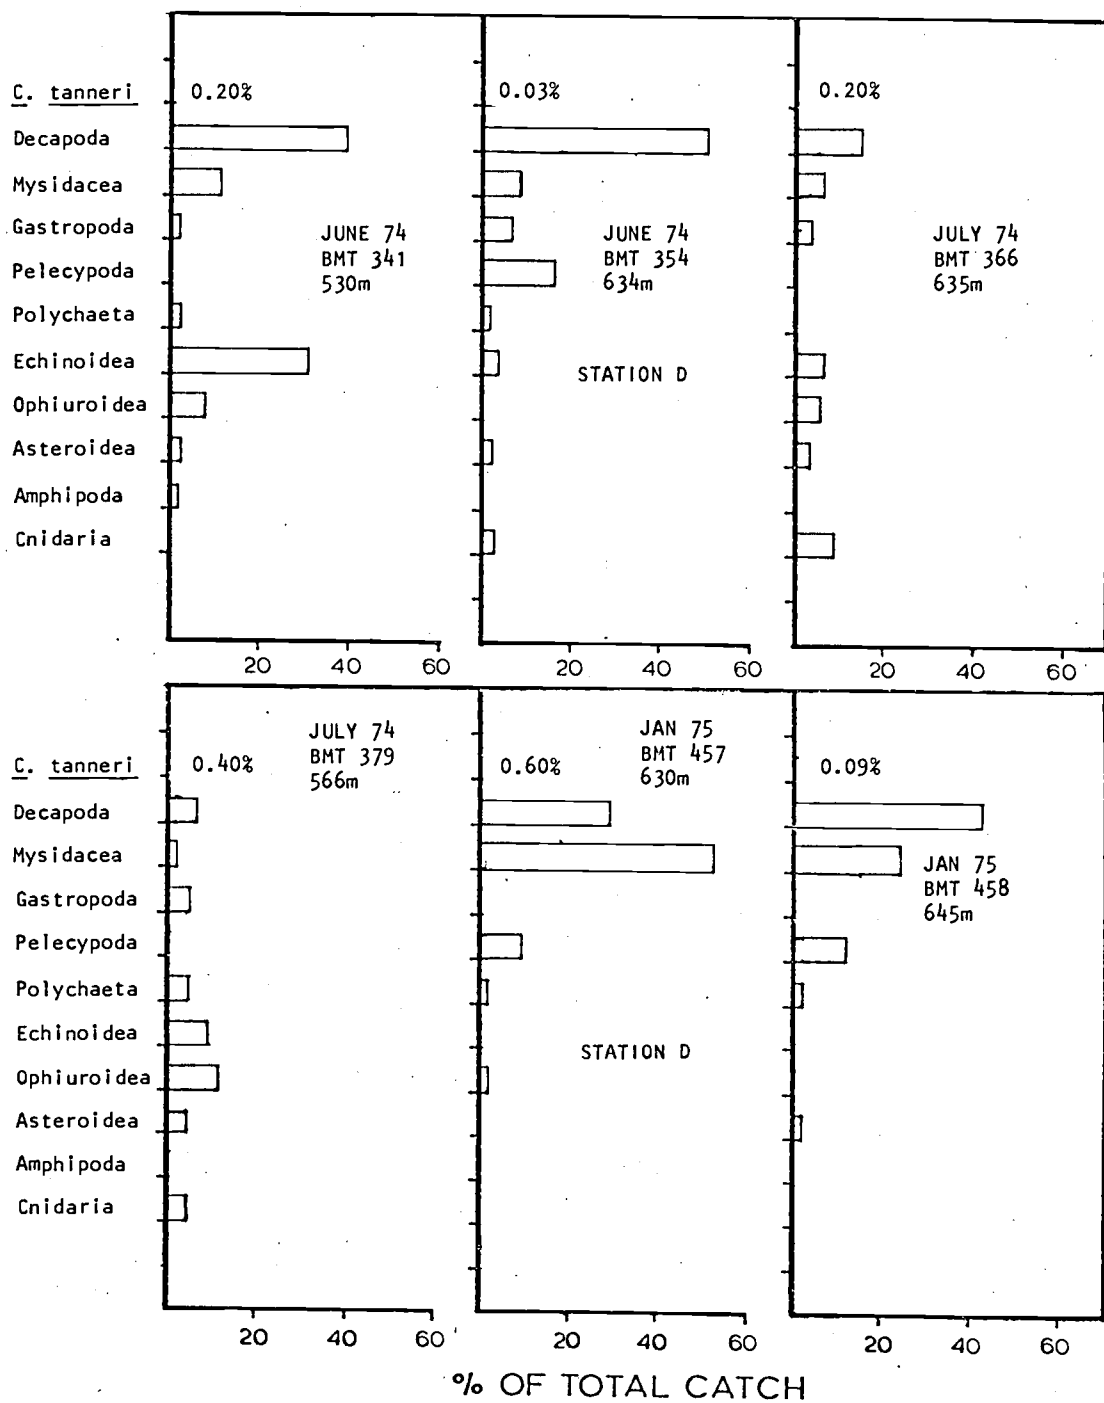 C. tanneri 0.20% 0.03% 0.20%
Decapoda
Mysidacea
Gastropoda
Pelecypoda
Polychaeta
Echinoidea
Ophiuroidea
Asteroidea
Amphipoda
Cnidaria
JUNE 74
BMT 341
530m
JUNE 74
BMT 354
634m
STATION D
JULY 74
BMT 366
635m
20 40 60 20 40 60 20 40 60
C. tanneri 0.40% 0.60% 0.09%
Decapoda
Mysidacea
Gastropoda
Pelecypoda
Polychaeta
Echinoidea
Ophiuroidea
Asteroidea
Amphipoda
Cnidaria
JULY 74
BMT 379
566m
JAN 75
BMT 457
630m
STATION D
JAN 75
BMT 458
645m
20 40 60 20 40 60 20 40 60
% OF TOTAL CATCH